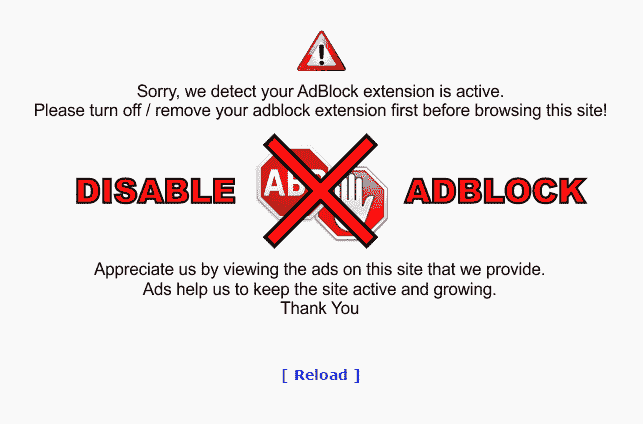 Sorry, we detect your AdBlock extension is active.
Please turn off / remove your adblock extension first before browsing this site!
DISABLE ADBLOCK
Appreciate us by viewing the ads on this site that we provide.
Ads help us to keep the site active and growing.
Thank You
[ Reload ]